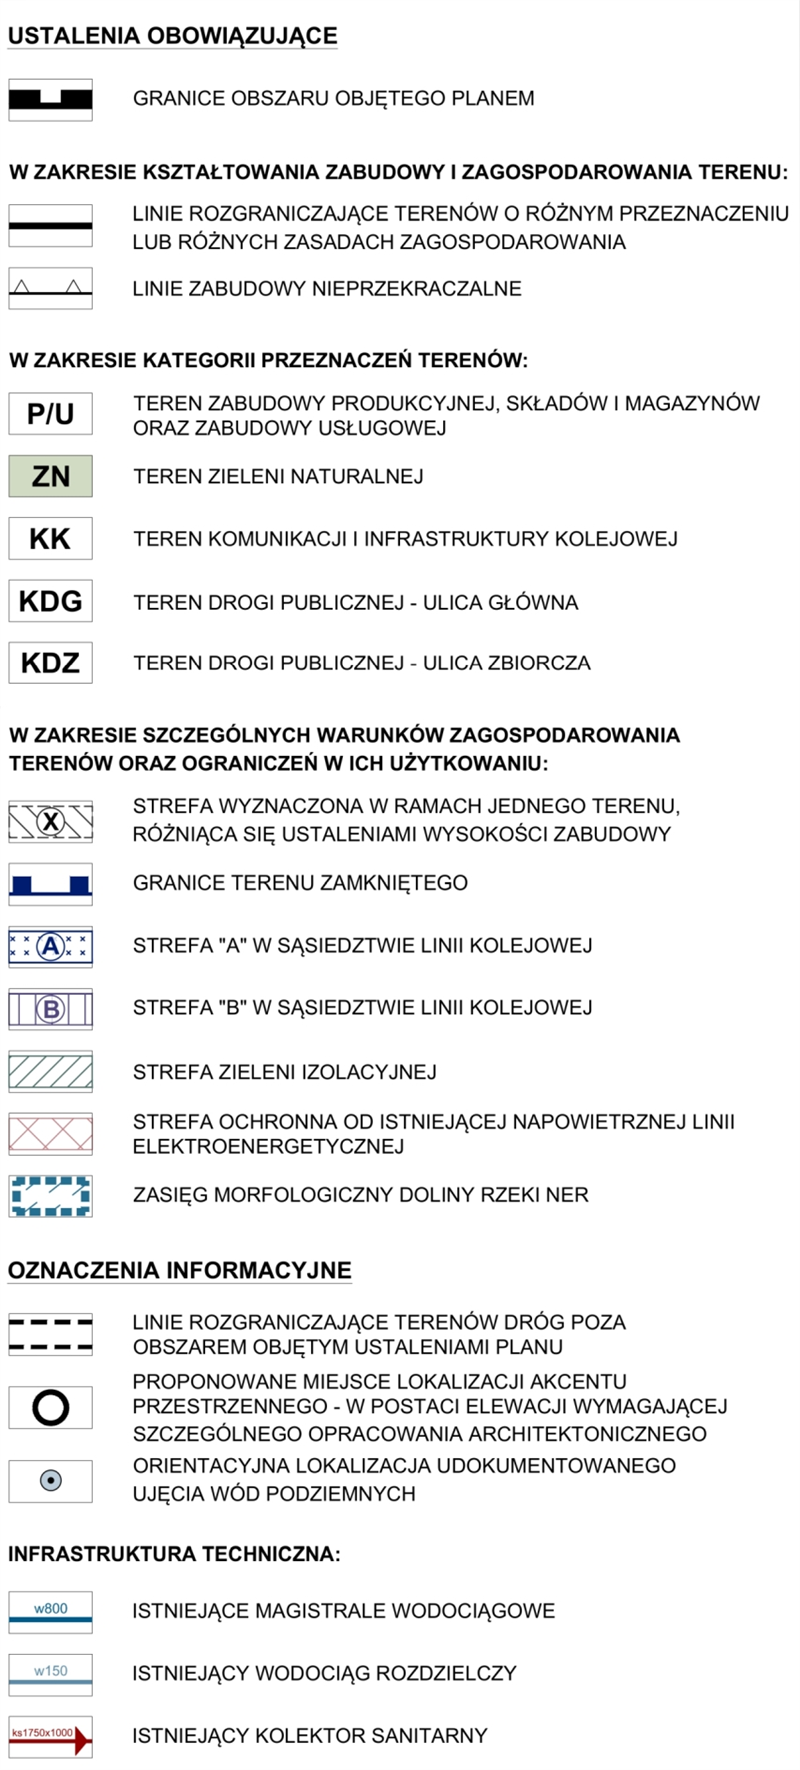 USTALENIA OBOWIĄZUJĄCE
GRANICE OBSZARU OBJĘTEGO PLANEM
W ZAKRESIE KSZTAŁTOWANIA ZABUDOWY I ZAGOSPODAROWANIA TERENU:
LINIE ROZGRANICZAJĄCE TERENÓW O RÓŻNYM PRZEZNACZENIU
LUB RÓŻNYCH ZASADACH ZAGOSPODAROWANIA
LINIE ZABUDOWY NIEPRZEKRACZALNE
W ZAKRESIE KATEGORII PRZEZNACZEŃ TERENÓW:
P/U TEREN ZABUDOWY PRODUKCYJNEJ, SKŁADÓW I MAGAZYNÓW
ORAZ ZABUDOWY USŁUGOWEJ
ZN TEREN ZIELENI NATURALNEJ
KK TEREN KOMUNIKACJI I INFRASTRUKTURY KOLEJOWEJ
KDG TEREN DROGI PUBLICZNEJ - ULICA GŁÓWNA
KDZ TEREN DROGI PUBLICZNEJ - ULICA ZBIORCZA
W ZAKRESIE SZCZEGÓLNYCH WARUNKÓW ZAGOSPODAROWANIA
TERENÓW ORAZ OGRANICZEŃ W ICH UŻYTKOWANIU:
X STREFA WYZNACZONA W RAMACH JEDNEGO TERENU,
RÓŻNIĄCA SIĘ USTALENIAMI WYSOKOŚCI ZABUDOWY
GRANICE TERENU ZAMKNIĘTEGO
A STREFA "A" W SĄSIEDZTWIE LINII KOLEJOWEJ
B STREFA "B" W SĄSIEDZTWIE LINII KOLEJOWEJ
STREFA ZIELENI IZOLACYJNEJ
STREFA OCHRONNA OD ISTNIEJĄCEJ NAPOWIETRZNEJ LINII
ELEKTROENERGETYCZNEJ
ZASIĘG MORFOLOGICZNY DOLINY RZEKI NER
OZNACZENIA INFORMACYJNE
LINIE ROZGRANICZAJĄCE TERENÓW DRÓG POZA
OBSZAREM OBJĘTYM USTALENIAMI PLANU
PROPONOWANE MIEJSCE LOKALIZACJI AKCENTU
PRZESTRZENNEGO - W POSTACI ELEWACJI WYMAGAJĄCEJ
SZCZEGÓLNEGO OPRACOWANIA ARCHITEKTONICZNEGO
ORIENTACYJNA LOKALIZACJA UDOKUMENTOWANEGO
UJĘCIA WÓD PODZIEMNYCH
INFRASTRUKTURA TECHNICZNA:
w800 ISTNIEJĄCE MAGISTRALE WODOCIĄGOWE
w150 ISTNIEJĄCY WODOCIĄG ROZDZIELCZY
ks1750x1000 ISTNIEJĄCY KOLEKTOR SANITARNY